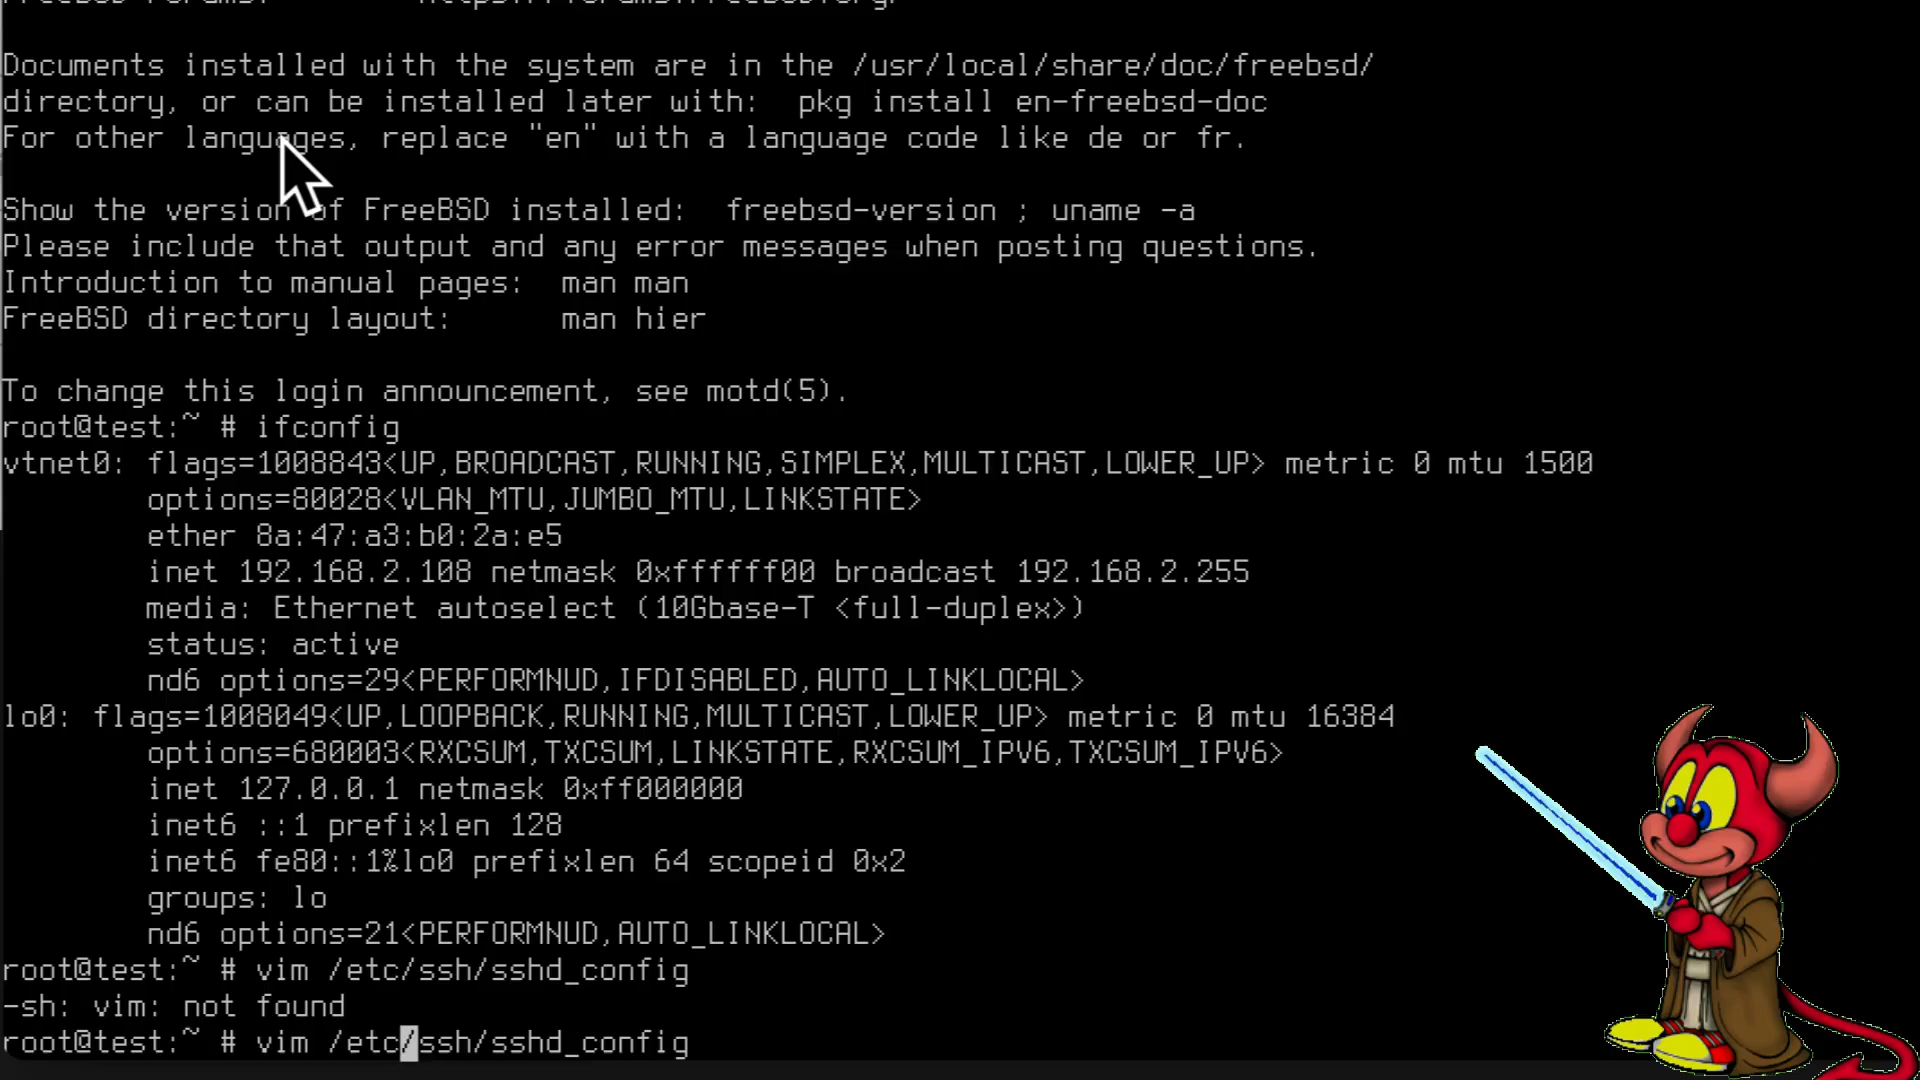 Documents installed with the system are in the /usr/local/share/doc/freebsd/
directory, or can be installed later with:  pkg install en-freebsd-doc
For other languages, replace "en" with a language code like de or fr.
Show the version of FreeBSD installed:  freebsd-version ; uname -a
Please include that output and any error messages when posting questions.
Introduction to manual pages:  man man
FreeBSD directory layout:      man hier
To change this login announcement, see motd(5).
root@test:~ # ifconfig
vtnet0: flags=1008843<UP,BROADCAST,RUNNING,SIMPLEX,MULTICAST,LOWER_UP> metric 0 mtu 1500
        options=80028<VLAN_MTU,JUMBO_MTU,LINKSTATE>
        ether 8a:47:a3:b0:2a:e5
        inet 192.168.2.108 netmask 0xffffff00 broadcast 192.168.2.255
        media: Ethernet autoselect (10Gbase-T <full-duplex>)
        status: active
        nd6 options=29<PERFORMNUD,IFDISABLED,AUTO_LINKLOCAL>
lo0: flags=1008049<UP,LOOPBACK,RUNNING,MULTICAST,LOWER_UP> metric 0 mtu 16384
        options=680003<RXCSUM,TXCSUM,LINKSTATE,RXCSUM_IPV6,TXCSUM_IPV6>
        inet 127.0.0.1 netmask 0xff000000
        inet6 ::1 prefixlen 128
        inet6 fe80::1%lo0 prefixlen 64 scopeid 0x2
        groups: lo
        nd6 options=21<PERFORMNUD,AUTO_LINKLOCAL>
root@test:~ # vim /etc/ssh/sshd_config
-sh: vim: not found
root@test:~ # vim /etc/ssh/sshd_config